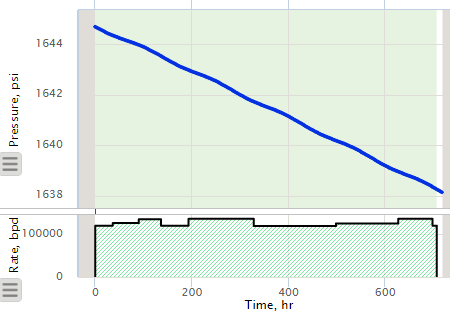 Pressure, psi
1644
1642
1640
1638
Rate, bpd
100000
0
0 200 400 600
Time, hr